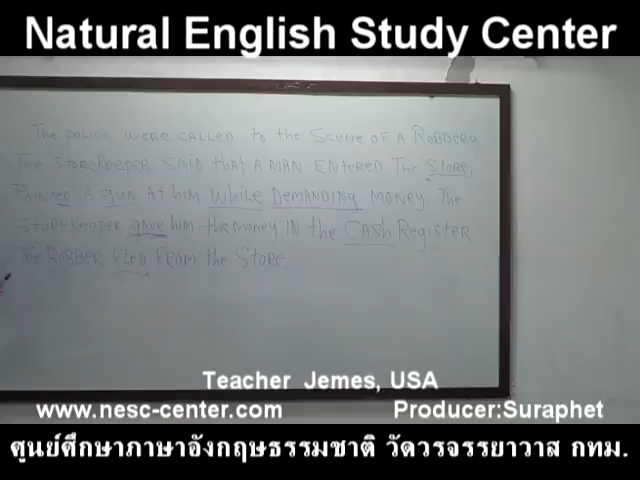 Natural English Study Center
The police were called to the Scene of a Robbery
The storekeeper said that a man entered the store.
Pointed a gun at him while demanding money. The
storekeeper gave him the money in the Cash Register
The Robber fled from the store.
Teacher Jemes, USA
www.nesc-center.com Producer:Suraphet
ศูนย์ศึกษาภาษาอังกฤษธรรมชาติ วัดวรจรรยาวาส กทม.